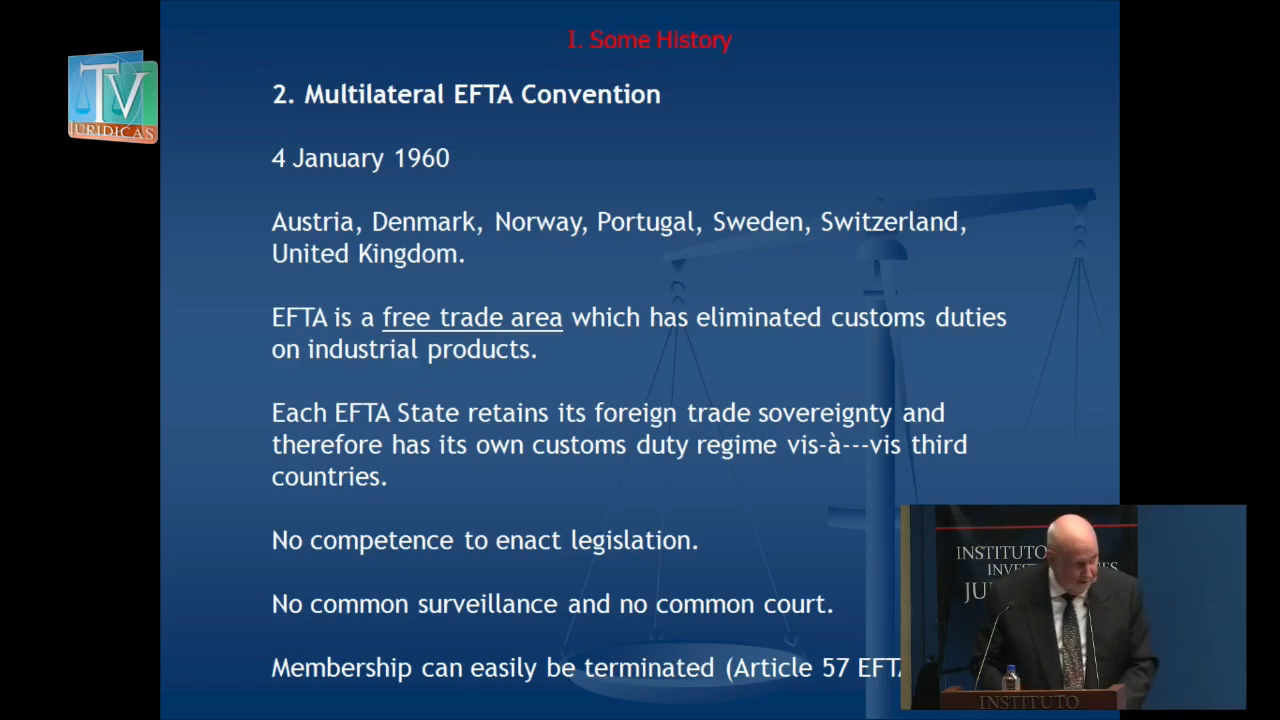 TV
JURIDICAS
I. Some History
2. Multilateral EFTA Convention
4 January 1960
Austria, Denmark, Norway, Portugal, Sweden, Switzerland,
United Kingdom.
EFTA is a free trade area which has eliminated customs duties
on industrial products.
Each EFTA State retains its foreign trade sovereignty and
therefore has its own customs duty regime vis-à---vis third
countries.
No competence to enact legislation.
No common surveillance and no common court.
Membership can easily be terminated (Article 57 EFTA
INSTITUTO
INSTITUTO